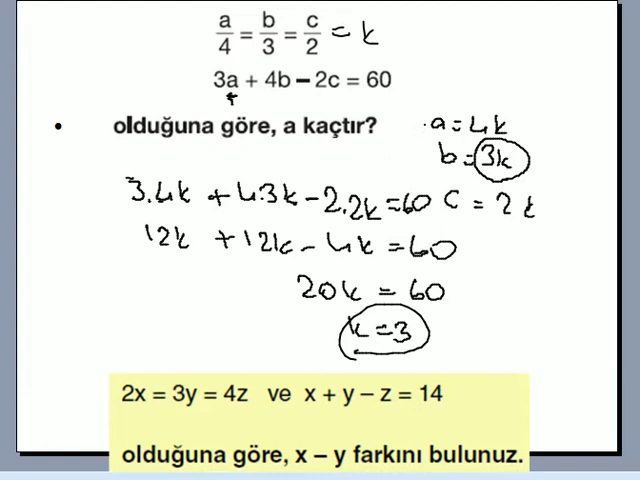 a/4 = b/3 = c/2 = k
3a + 4b − 2c = 60
• olduğuna göre, a kaçtır?
a = 4k
b = 3k
3.4k + 4.3k − 2.2k = 60 c = 2k
12k + 12k − 4k = 60
20k = 60
k = 3
2x = 3y = 4z ve x + y − z = 14
olduğuna göre, x − y farkını bulunuz.